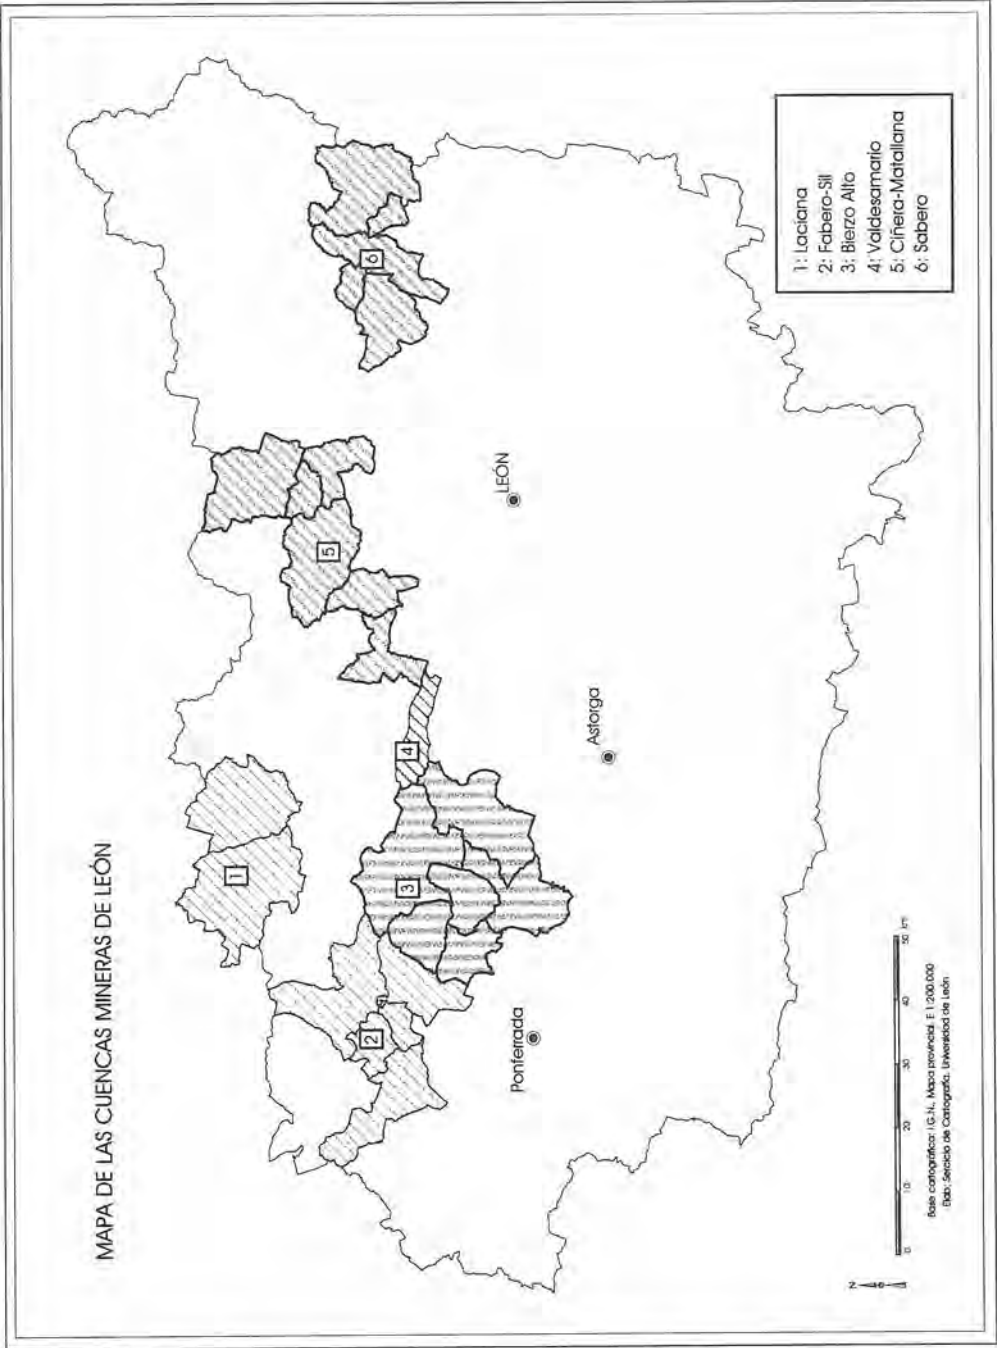 MAPA DE LAS CUENCAS MINERAS DE LEÓN
1
2
3
4
5
6
Ponferrada
Astorga
LEÓN
1: Laciana
2: Fabero-Sil
3: Bierzo Alto
4: Valdesamario
5: Ciñera-Matallana
6: Sabero
N
0 10 20 30 40 50 km
Base cartográfica: I.G.N. Mapa provincial. E 1:200.000
Elab: Servicio de Cartografía. Universidad de León